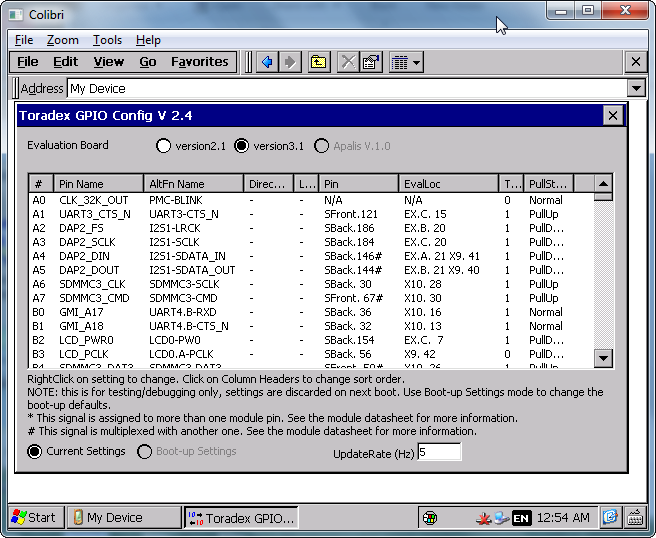 Colibri
File Zoom Tools Help
File Edit View Go Favorites
Address My Device
Toradex GPIO Config V 2.4
Evaluation Board version2.1 version3.1 Apalis V.1.0
# Pin Name AltFn Name Direc... L... Pin EvalLoc T... PullSt...
A0 CLK_32K_OUT PMC-BLINK - - N/A N/A 0 Normal
A1 UART3_CTS_N UART3-CTS_N - - SFront.121 EX.C. 15 1 PullUp
A2 DAP2_FS I2S1-LRCK - - SBack.186 EX.B. 20 1 PullD...
A3 DAP2_SCLK I2S1-SCLK - - SBack.184 EX.C. 20 1 PullD...
A4 DAP2_DIN I2S1-SDATA_IN - - SBack.146# EX.A. 21 X9. 41 1 PullD...
A5 DAP2_DOUT I2S1-SDATA_OUT - - SBack.144# EX.B. 21 X9. 40 1 PullD...
A6 SDMMC3_CLK SDMMC3-SCLK - - SBack. 30 X10. 28 1 PullUp
A7 SDMMC3_CMD SDMMC3-CMD - - SFront. 67# X10. 30 1 PullUp
B0 GMI_A17 UART4.B-RXD - - SBack. 36 X10. 16 1 Normal
B1 GMI_A18 UART4.B-CTS_N - - SBack. 32 X10. 13 1 Normal
B2 LCD_PWR0 LCD0-PW0 - - SBack.154 EX.C. 7 1 PullD...
B3 LCD_PCLK LCD0.A-PCLK - - SBack. 56 X9. 42 0 PullD...
B4 SDMMC3_DAT3 SDMMC3-DAT3 - - SFront. 59# X10. 26 1 PullUp
RightClick on setting to change. Click on Column Headers to change sort order.
NOTE: this is for testing/debugging only, settings are discarded on next boot. Use Boot-up Settings mode to change the
boot-up defaults.
* This signal is assigned to more than one module pin. See the module datasheet for more information.
# This signal is multiplexed with another one. See the module datasheet for more information.
Current Settings Boot-up Settings UpdateRate (Hz) 5
Start My Device Toradex GPIO... EN 12:54 AM